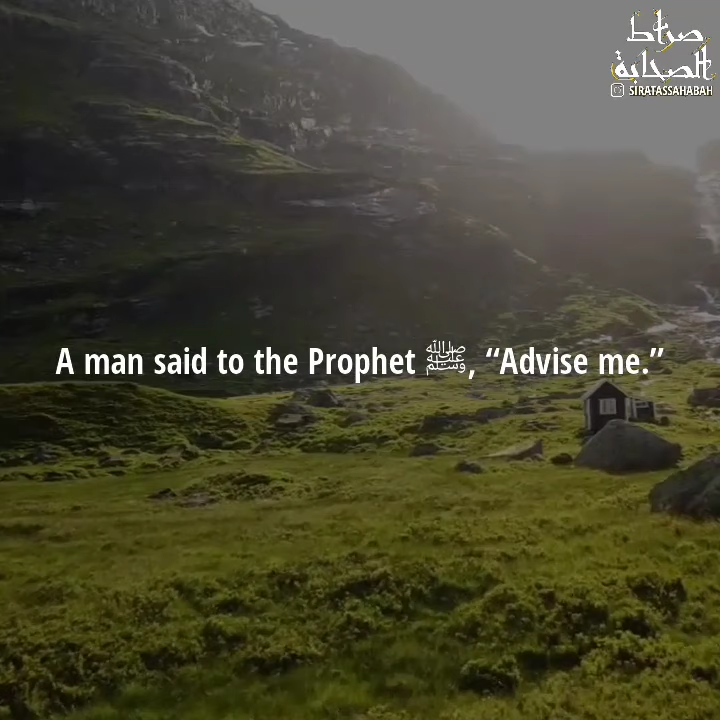 صراط
الصحابة
SIRATASSAHABAH
A man said to the Prophet ﷺ, “Advise me.”